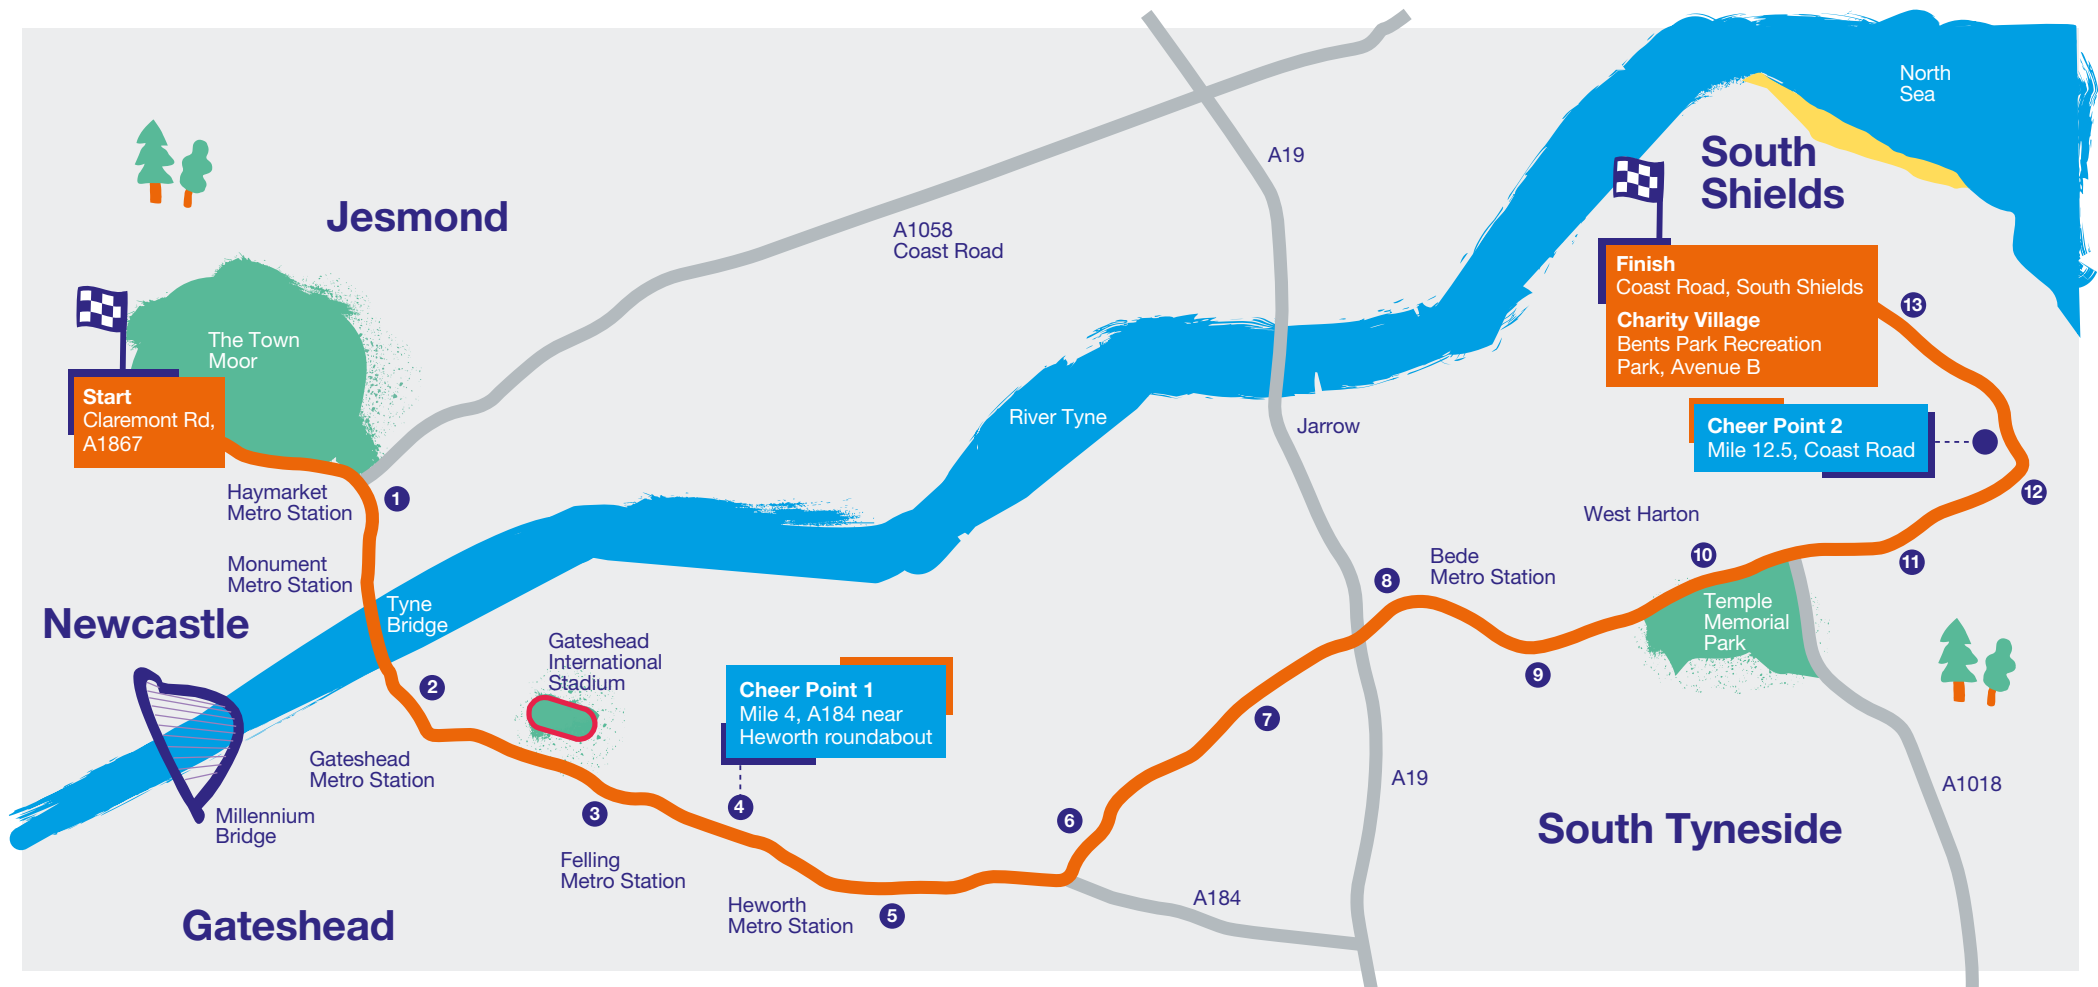 North
Sea
South
Shields
A19
Jesmond
A1058
Coast Road
Finish
Coast Road, South Shields
Charity Village
Bents Park Recreation
Park, Avenue B
13
The Town
Moor
Start
Claremont Rd,
A1867
River Tyne
Jarrow
Cheer Point 2
Mile 12.5, Coast Road
Haymarket
Metro Station
1
12
West Harton
Monument
Metro Station
Bede
Metro Station
8
10
11
Newcastle
Tyne
Bridge
Temple
Memorial
Park
Gateshead
International
Stadium
2
9
Cheer Point 1
Mile 4, A184 near
Heworth roundabout
7
Gateshead
Metro Station
A19
A1018
Millennium
Bridge
3
4
6
South Tyneside
Felling
Metro Station
A184
Heworth
Metro Station
5
Gateshead